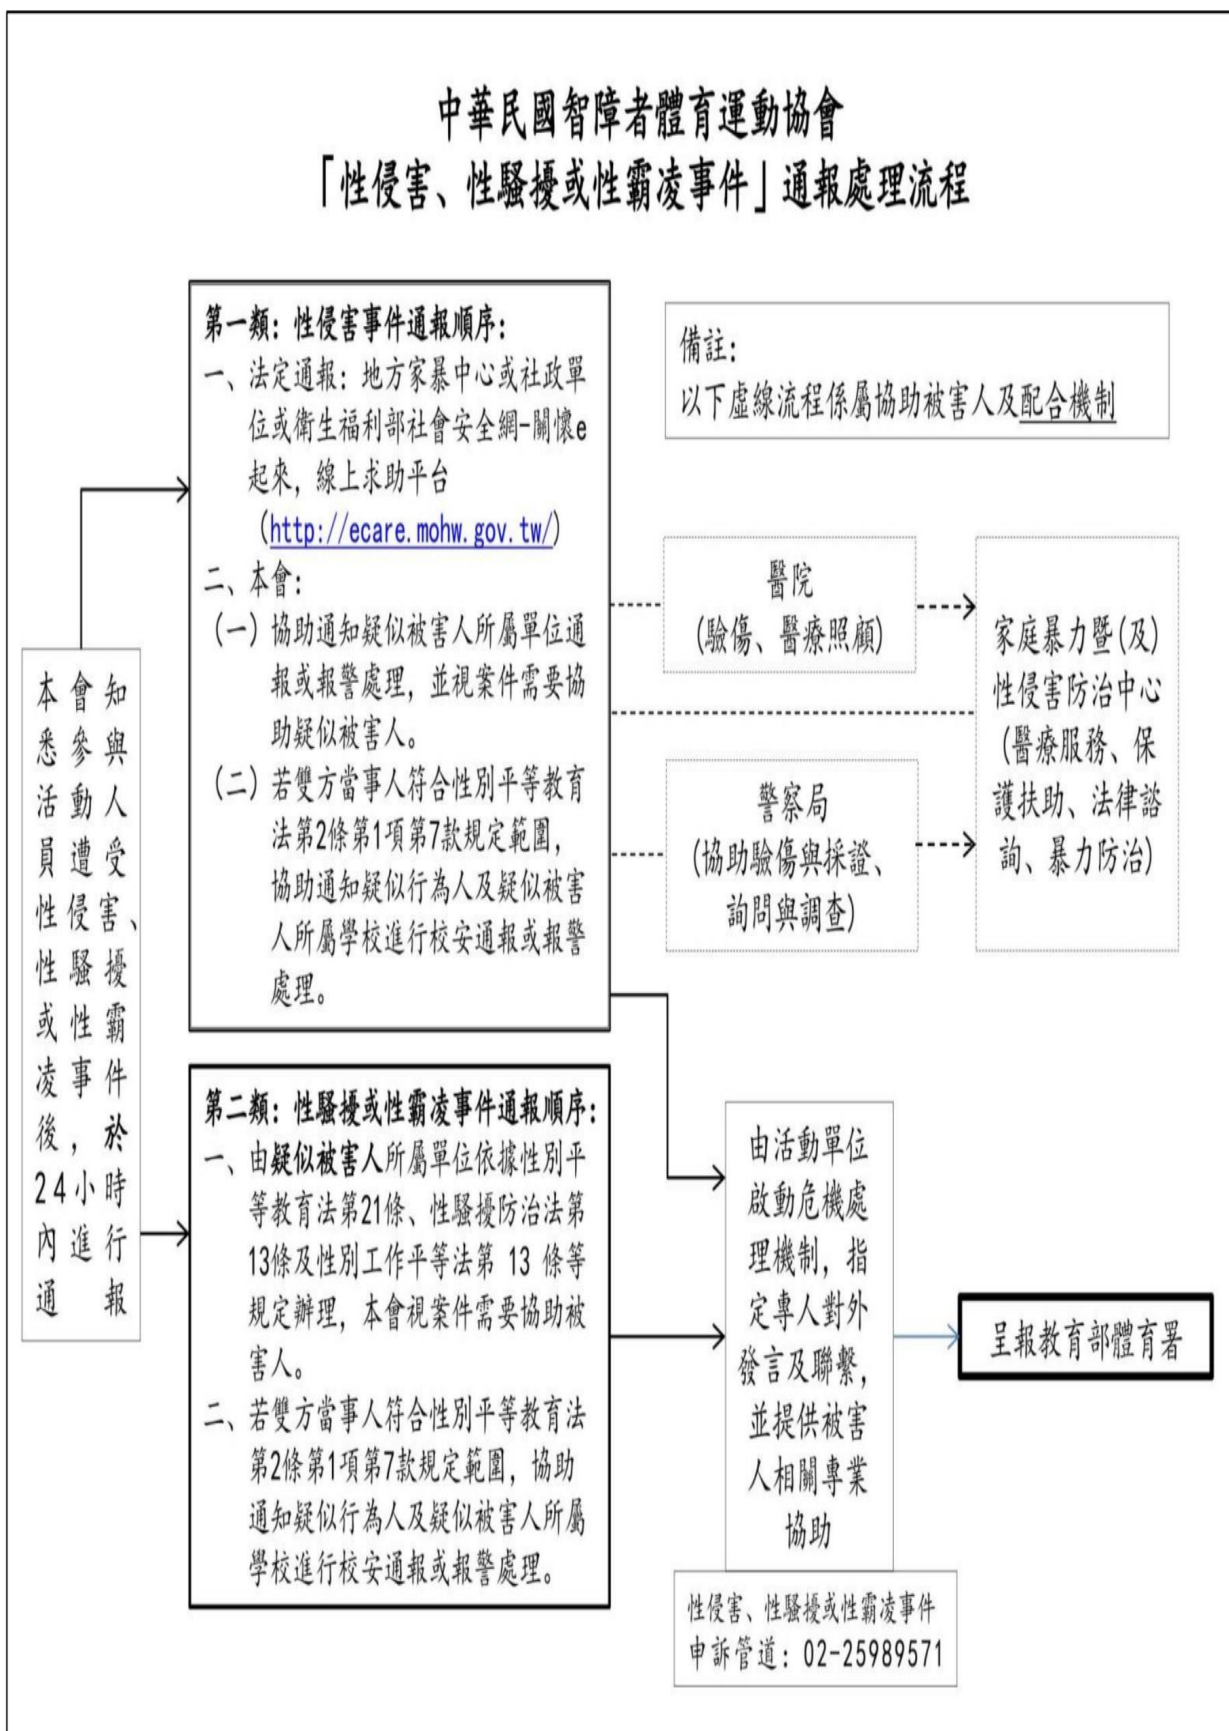 中華民國智障者體育運動協會
「性侵害、性騷擾或性霸凌事件」通報處理流程
本會知
悉參與
活動人
員遭受
性侵害、
性騷擾
或性霸
凌事件
後，於
24小時
內進行
通報
第一類：性侵害事件通報順序：
一、法定通報：地方家暴中心或社政單
位或衛生福利部社會安全網-關懷e
起來，線上求助平台
(http://ecare.mohw.gov.tw/)
二、本會：
(一)協助通知疑似被害人所屬單位通
報或報警處理，並視案件需要協
助疑似被害人。
(二)若雙方當事人符合性別平等教育
法第2條第1項第7款規定範圍，
協助通知疑似行為人及疑似被害
人所屬學校進行校安通報或報警
處理。
第二類：性騷擾或性霸凌事件通報順序：
一、由疑似被害人所屬單位依據性別平
等教育法第21條、性騷擾防治法第
13條及性別工作平等法第 13 條等
規定辦理，本會視案件需要協助被
害人。
二、若雙方當事人符合性別平等教育法
第2條第1項第7款規定範圍，協助
通知疑似行為人及疑似被害人所屬
學校進行校安通報或報警處理。
備註：
以下虛線流程係屬協助被害人及配合機制
醫院
(驗傷、醫療照顧)
警察局
(協助驗傷與採證、
詢問與調查)
家庭暴力暨(及)
性侵害防治中心
(醫療服務、保
護扶助、法律諮
詢、暴力防治)
由活動單位
啟動危機處
理機制，指
定專人對外
發言及聯繫，
並提供被害
人相關專業
協助
呈報教育部體育署
性侵害、性騷擾或性霸凌事件
申訴管道：02-25989571